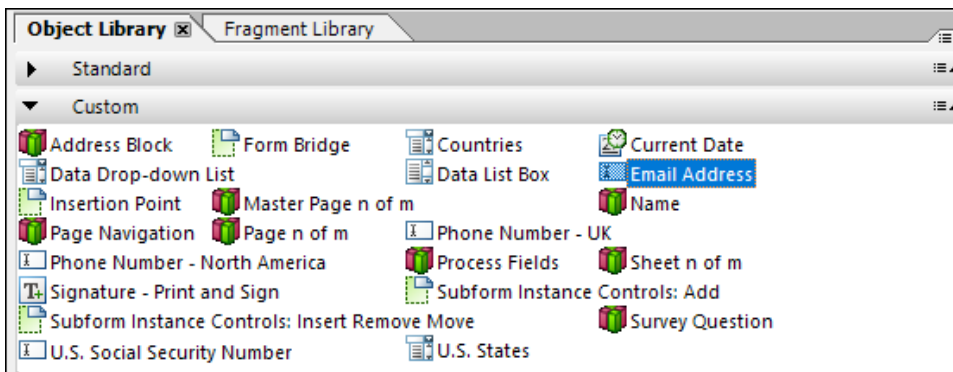 Object Library Fragment Library
Standard
Custom
Address Block Form Bridge Countries Current Date
Data Drop-down List Data List Box Email Address
Insertion Point Master Page n of m Name
Page Navigation Page n of m Phone Number - UK
Phone Number - North America Process Fields Sheet n of m
Signature - Print and Sign Subform Instance Controls: Add
Subform Instance Controls: Insert Remove Move Survey Question
U.S. Social Security Number U.S. States